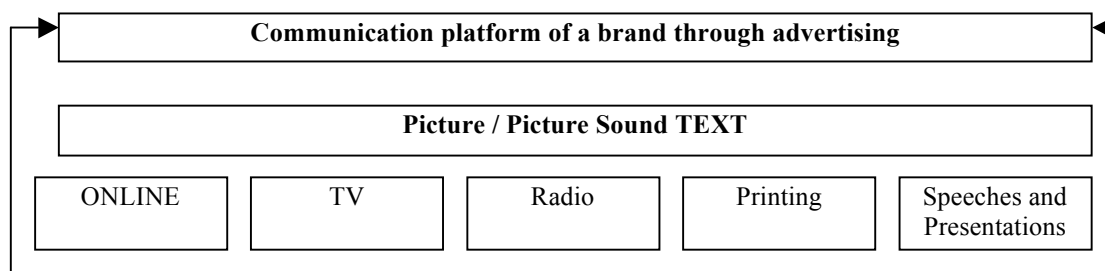 Communication platform of a brand through advertising
Picture / Picture Sound TEXT
ONLINE
TV
Radio
Printing
Speeches and
Presentations